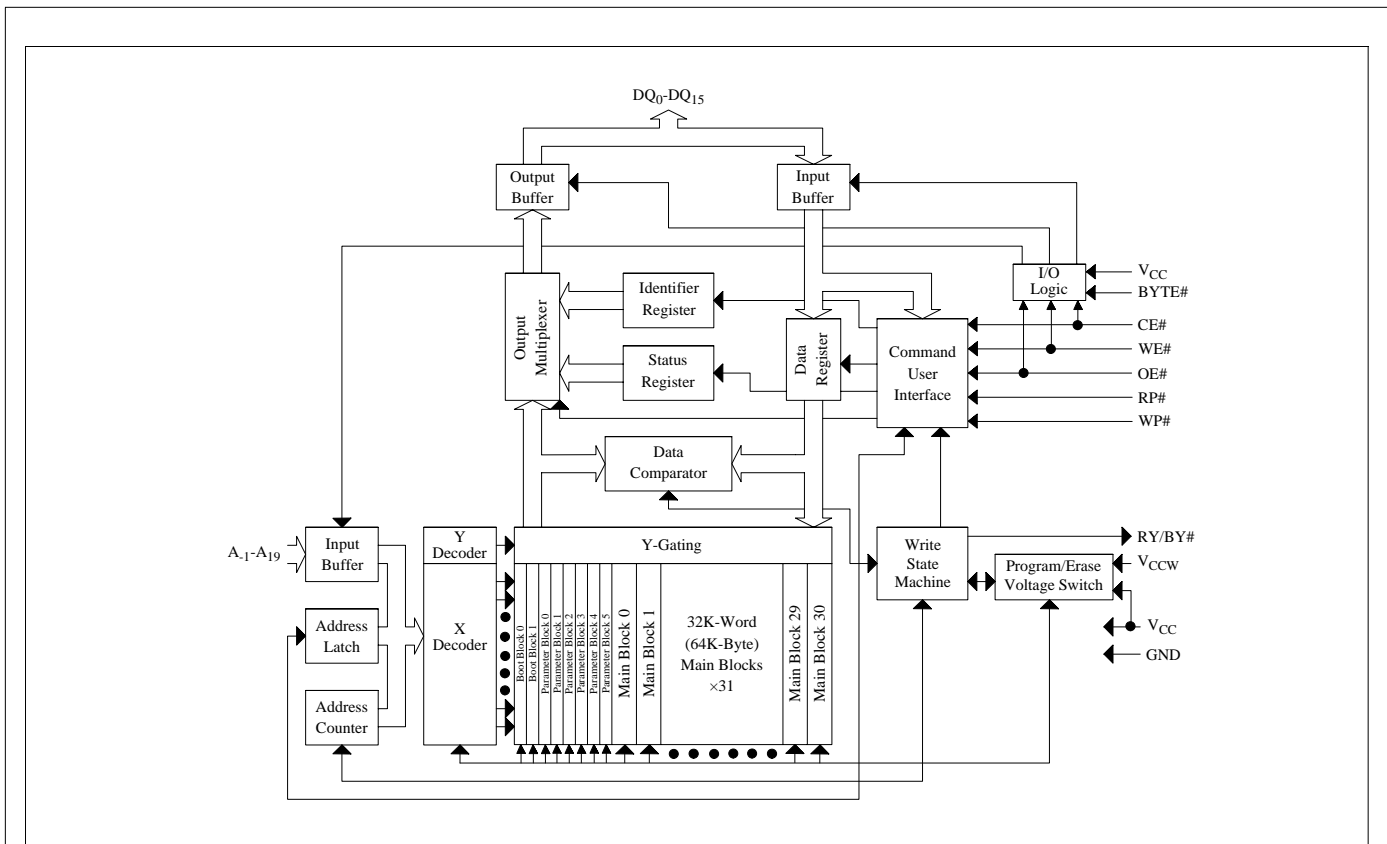 DQ0-DQ15
Output
Buffer
Input
Buffer
I/O
Logic
VCC
BYTE#
Output
Multiplexer
Identifier
Register
Status
Register
Data
Register
Command
User
Interface
CE#
WE#
OE#
RP#
WP#
Data
Comparator
A-1-A19
Input
Buffer
Y
Decoder
Y-Gating
Write
State
Machine
RY/BY#
Program/Erase
Voltage Switch
VCCW
VCC
GND
Address
Latch
Address
Counter
X
Decoder
Boot Block 0
Boot Block 1
Parameter Block 0
Parameter Block 1
Parameter Block 2
Parameter Block 3
Parameter Block 4
Parameter Block 5
Main Block 0
Main Block 1
32K-Word
(64K-Byte)
Main Blocks
×31
Main Block 29
Main Block 30